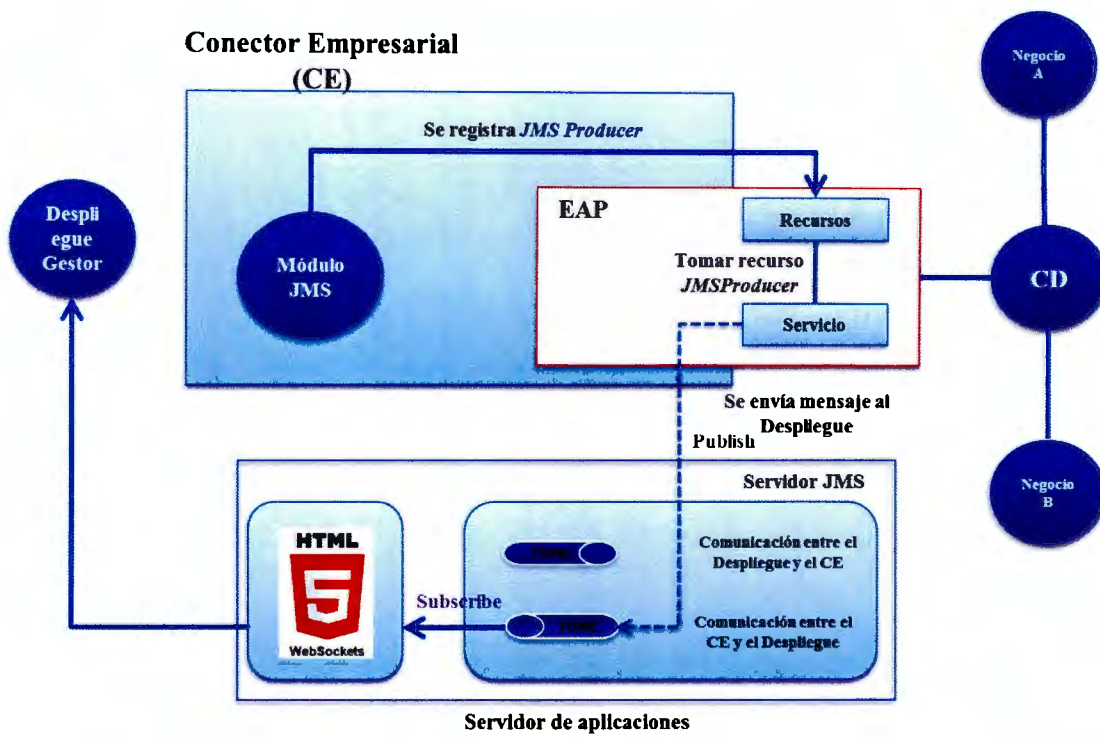 Conector Empresarial
(CE)
Negocio
A
Se registra JMS Producer
EAP
Recursos
Despli
egue
Gestor
Módulo
JMS
Tomar recurso
JMSProducer
CD
Servicio
Se envía mensaje al
Despliegue
Publish
Servidor JMS
Negocio
B
HTML
5
WebSockets
Comunicación entre el
Despliegue y el CE
Subscribe
Comunicación entre el
CE y el Despliegue
Servidor de aplicaciones